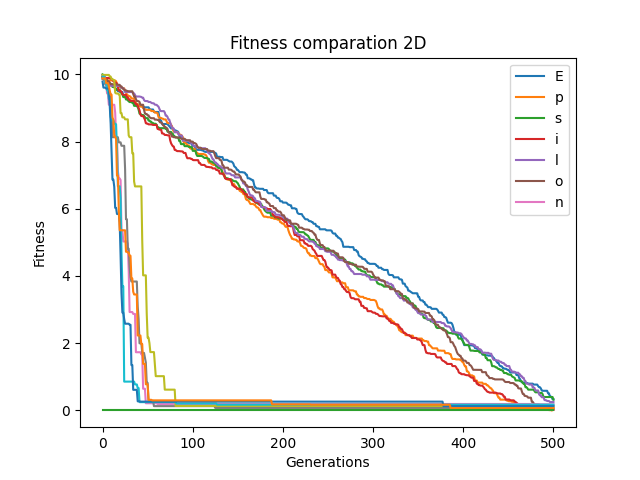 Fitness comparation 2D
10
8
6
4
2
0
Fitness
0 100 200 300 400 500
Generations
E
p
s
i
l
o
n